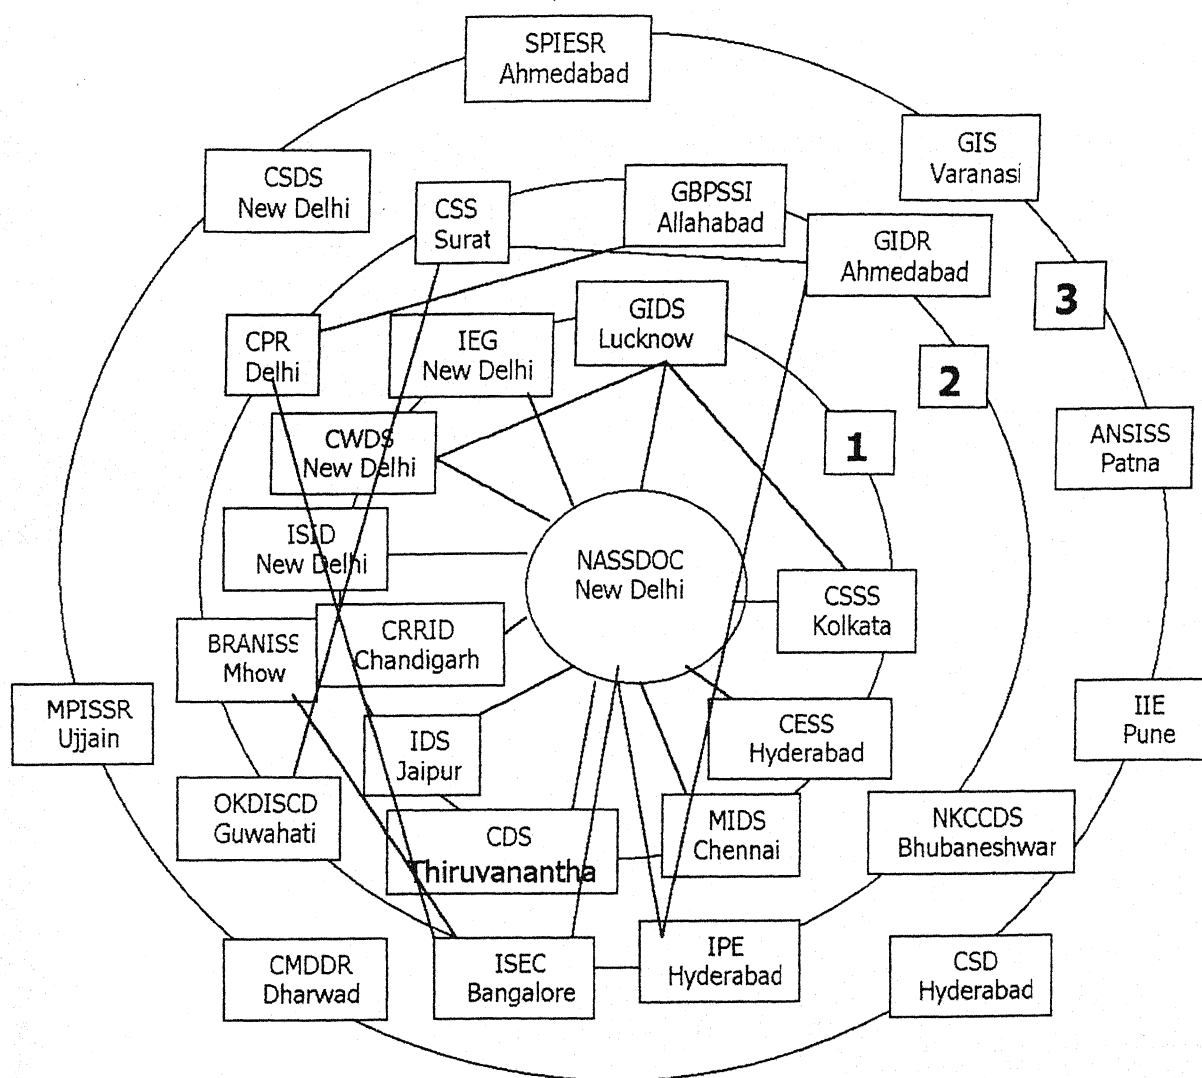 SPIESR
Ahmedabad
GIS
Varanasi
CSDS
New Delhi
GBPSSI
Allahabad
CSS
Surat
GIDR
Ahmedabad
3
GIDS
Lucknow
CPR
Delhi
IEG
New Delhi
2
CWDS
New Delhi
1
ANSISS
Patna
ISID
New Delhi
NASSDOC
New Delhi
CSSS
Kolkata
BRANISS
Mhow
CRRID
Chandigarh
MPISSR
Ujjain
IIE
Pune
IDS
Jaipur
CESS
Hyderabad
OKDISCD
Guwahati
CDS
Thiruvanantha
MIDS
Chennai
NKCCDS
Bhubaneshwar
CMDDR
Dharwad
ISEC
Bangalore
IPE
Hyderabad
CSD
Hyderabad